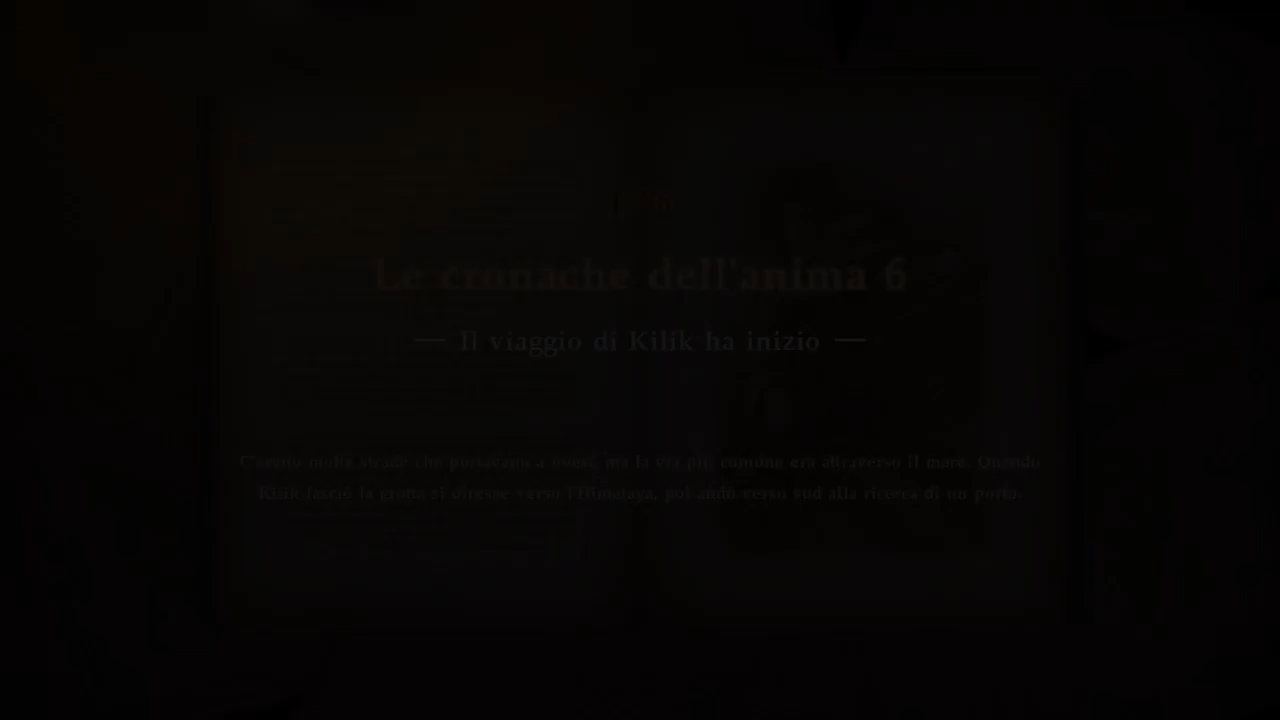 Le cronache dell'anima 6
— Il viaggio di Kilik ha inizio —
C'erano molte strade che portavano a ovest, ma la via più comune era attraverso il mare. Quando
Kilik lasciò la grotta si diresse verso l'Himalaya, poi andò verso sud alla ricerca di un porto.